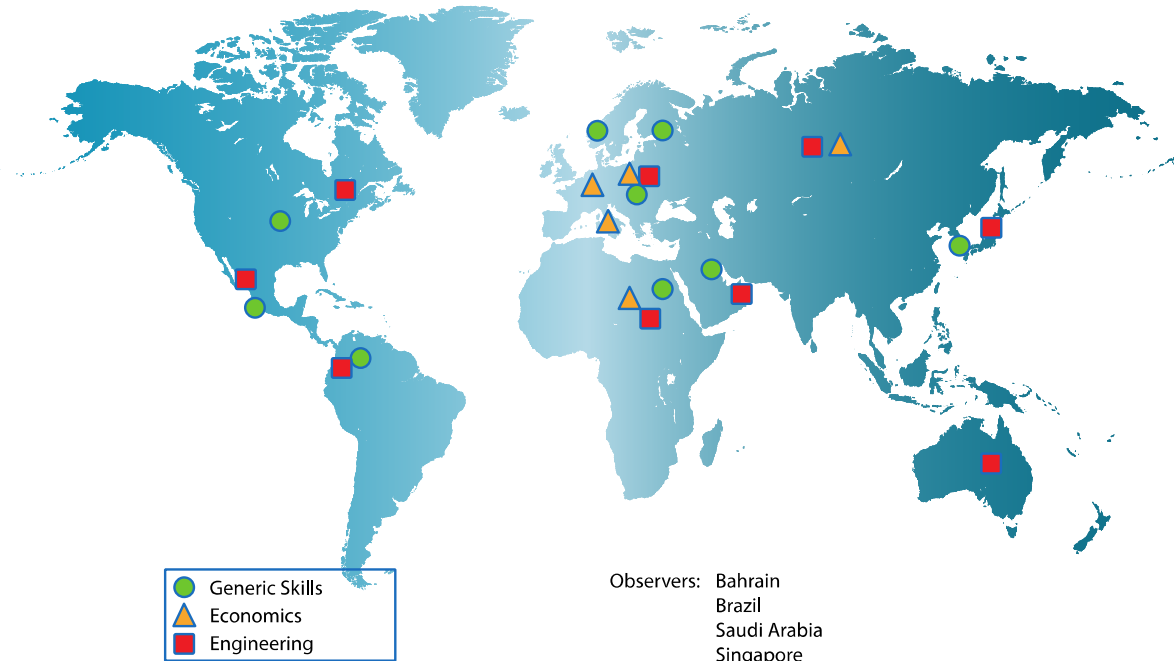 Generic Skills
Economics
Engineering
Observers: Bahrain
Brazil
Saudi Arabia
Singapore